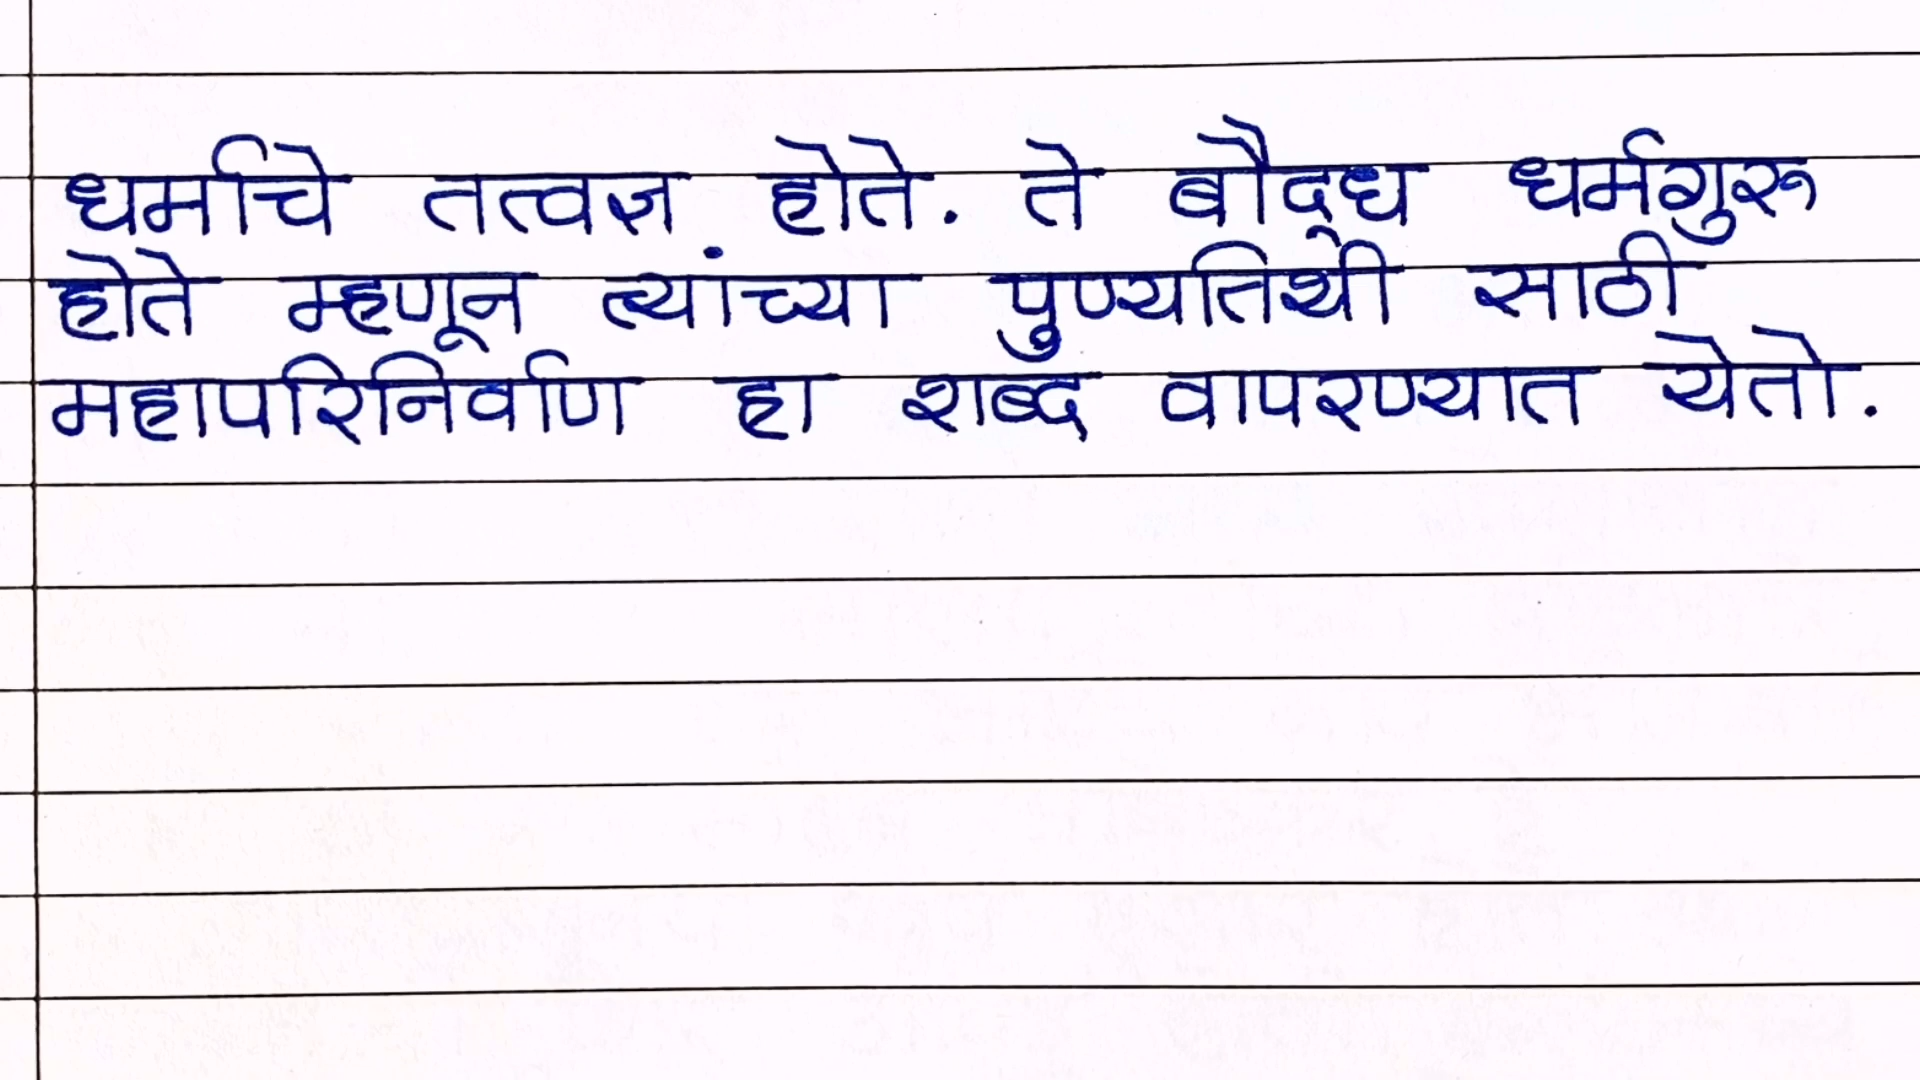 धर्माचे तत्वज्ञ होते. ते बौद्ध धर्मगुरू
होते म्हणून त्यांच्या पुण्यतिथी साठी
महापरिनिर्वाण हा शब्द वापरण्यात येतो.